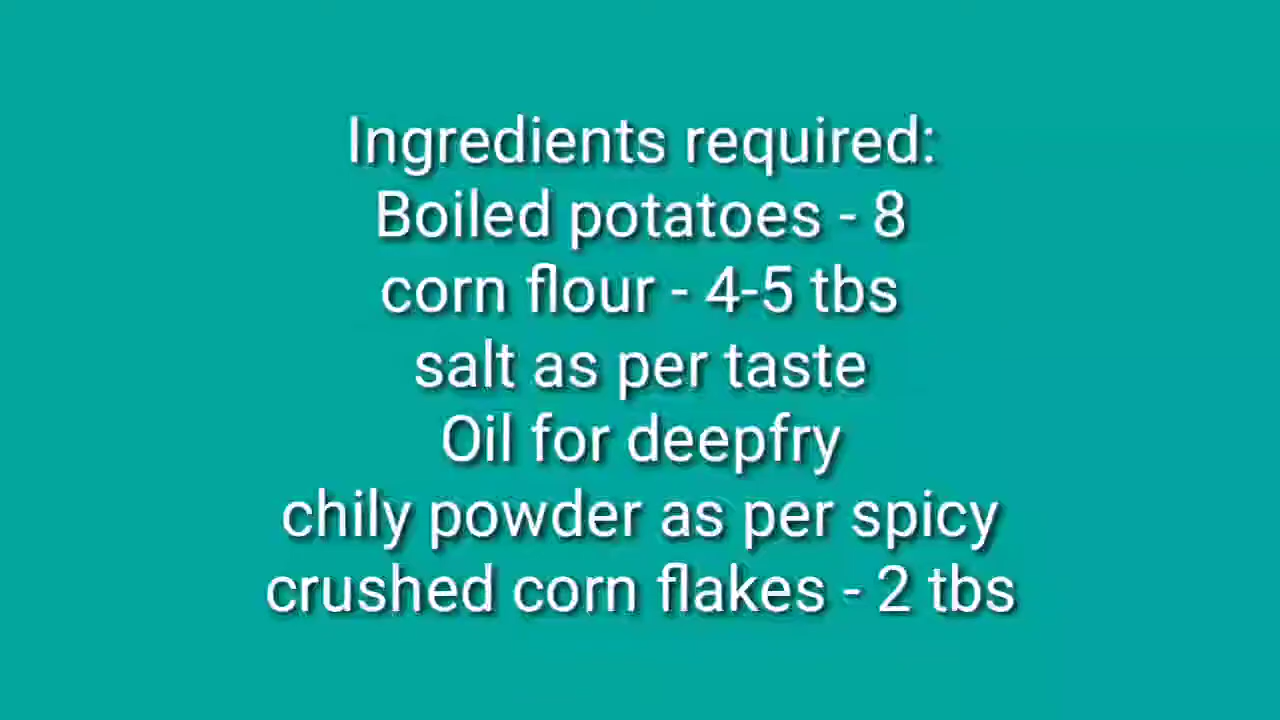 Ingredients required:
Boiled potatoes - 8
corn flour - 4-5 tbs
salt as per taste
Oil for deepfry
chily powder as per spicy
crushed corn flakes - 2 tbs